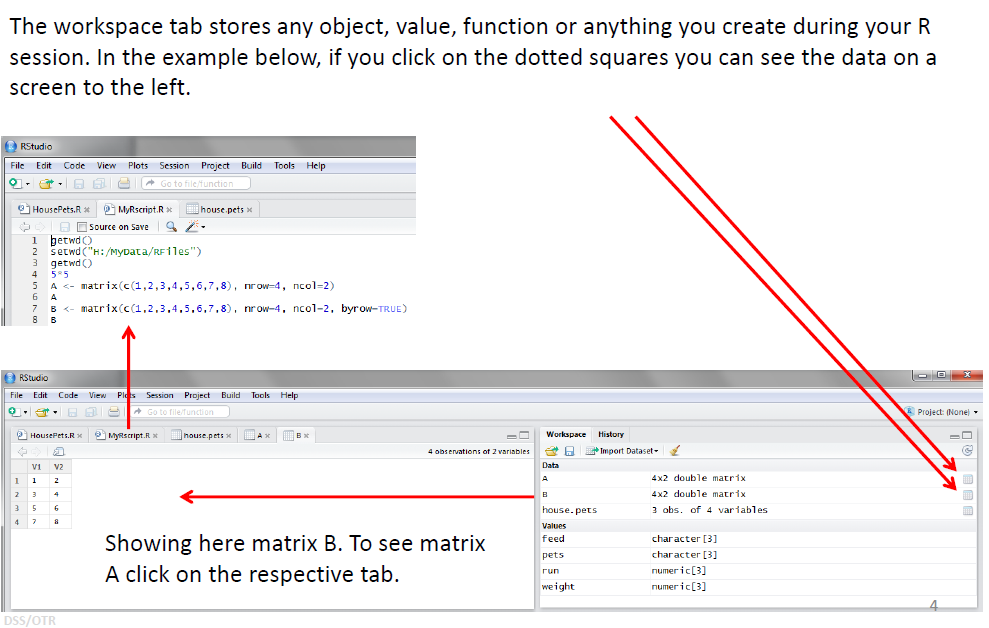 The workspace tab stores any object, value, function or anything you create during your R
session. In the example below, if you click on the dotted squares you can see the data on a
screen to the left.
RStudio
File Edit Code View Plots Session Project Build Tools Help
Go to file/function
HousePets.R MyRscript.R house.pets
Source on Save
1 getwd()
2 setwd("H:/MyData/RFiles")
3 getwd()
4 5*5
5 A <- matrix(c(1,2,3,4,5,6,7,8), nrow=4, ncol=2)
6 A
7 B <- matrix(c(1,2,3,4,5,6,7,8), nrow=4, ncol=2, byrow=TRUE)
8 B
RStudio
File Edit Code View Plots Session Project Build Tools Help
Go to file/function
Project: (None)
HousePets.R MyRscript.R house.pets A B
4 observations of 2 variables
V1 V2
1 1 2
2 3 4
3 5 6
4 7 8
Workspace History
Import Dataset
Data
A 4x2 double matrix
B 4x2 double matrix
house.pets 3 obs. of 4 variables
Values
feed character[3]
pets character[3]
run numeric[3]
weight numeric[3]
Showing here matrix B. To see matrix
A click on the respective tab.
4
DSS/OTR